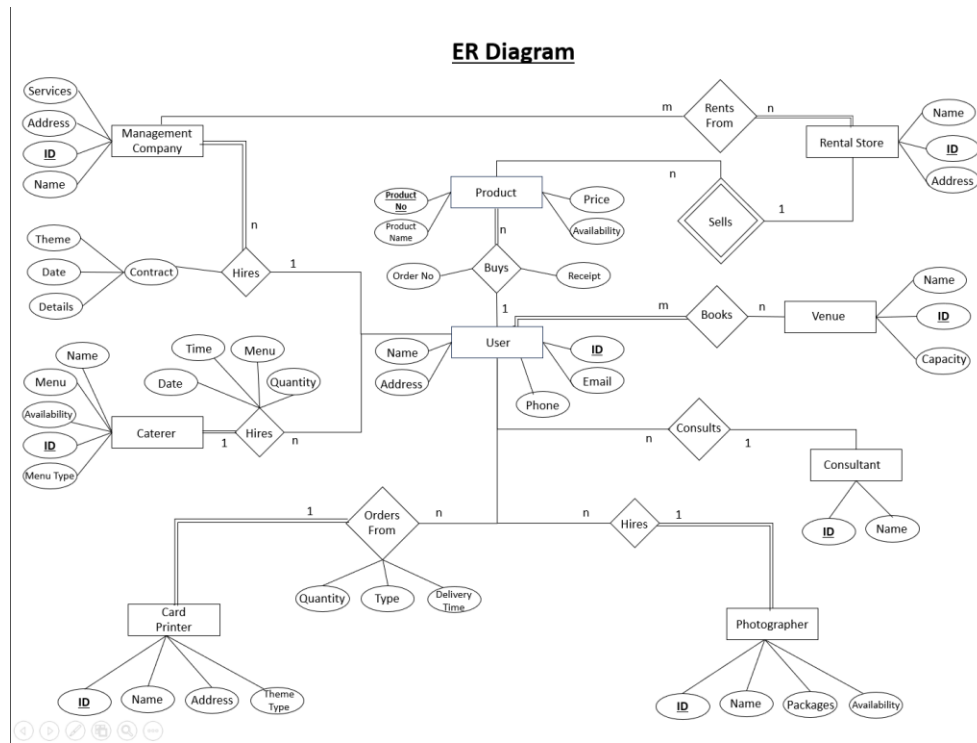 ER Diagram
Services
Address
ID
Name
Management
Company
m
Rents
From
n
Rental Store
Name
ID
Address
Product
No
Product
Name
Product
Price
Availability
n
Sells
1
n
Theme
Date
Details
Contract
Hires
n
1
Order No
Buys
Receipt
1
m
Books
n
Venue
Name
ID
Capacity
User
Name
Address
ID
Email
Phone
Name
Menu
Availability
ID
Menu Type
Caterer
1
Hires
n
Time
Date
Menu
Quantity
Consults
n
1
Consultant
ID
Name
1
Orders
From
n
n
Hires
1
Quantity
Type
Delivery
Time
Card
Printer
Photographer
ID
Name
Address
Theme
Type
ID
Name
Packages
Availability